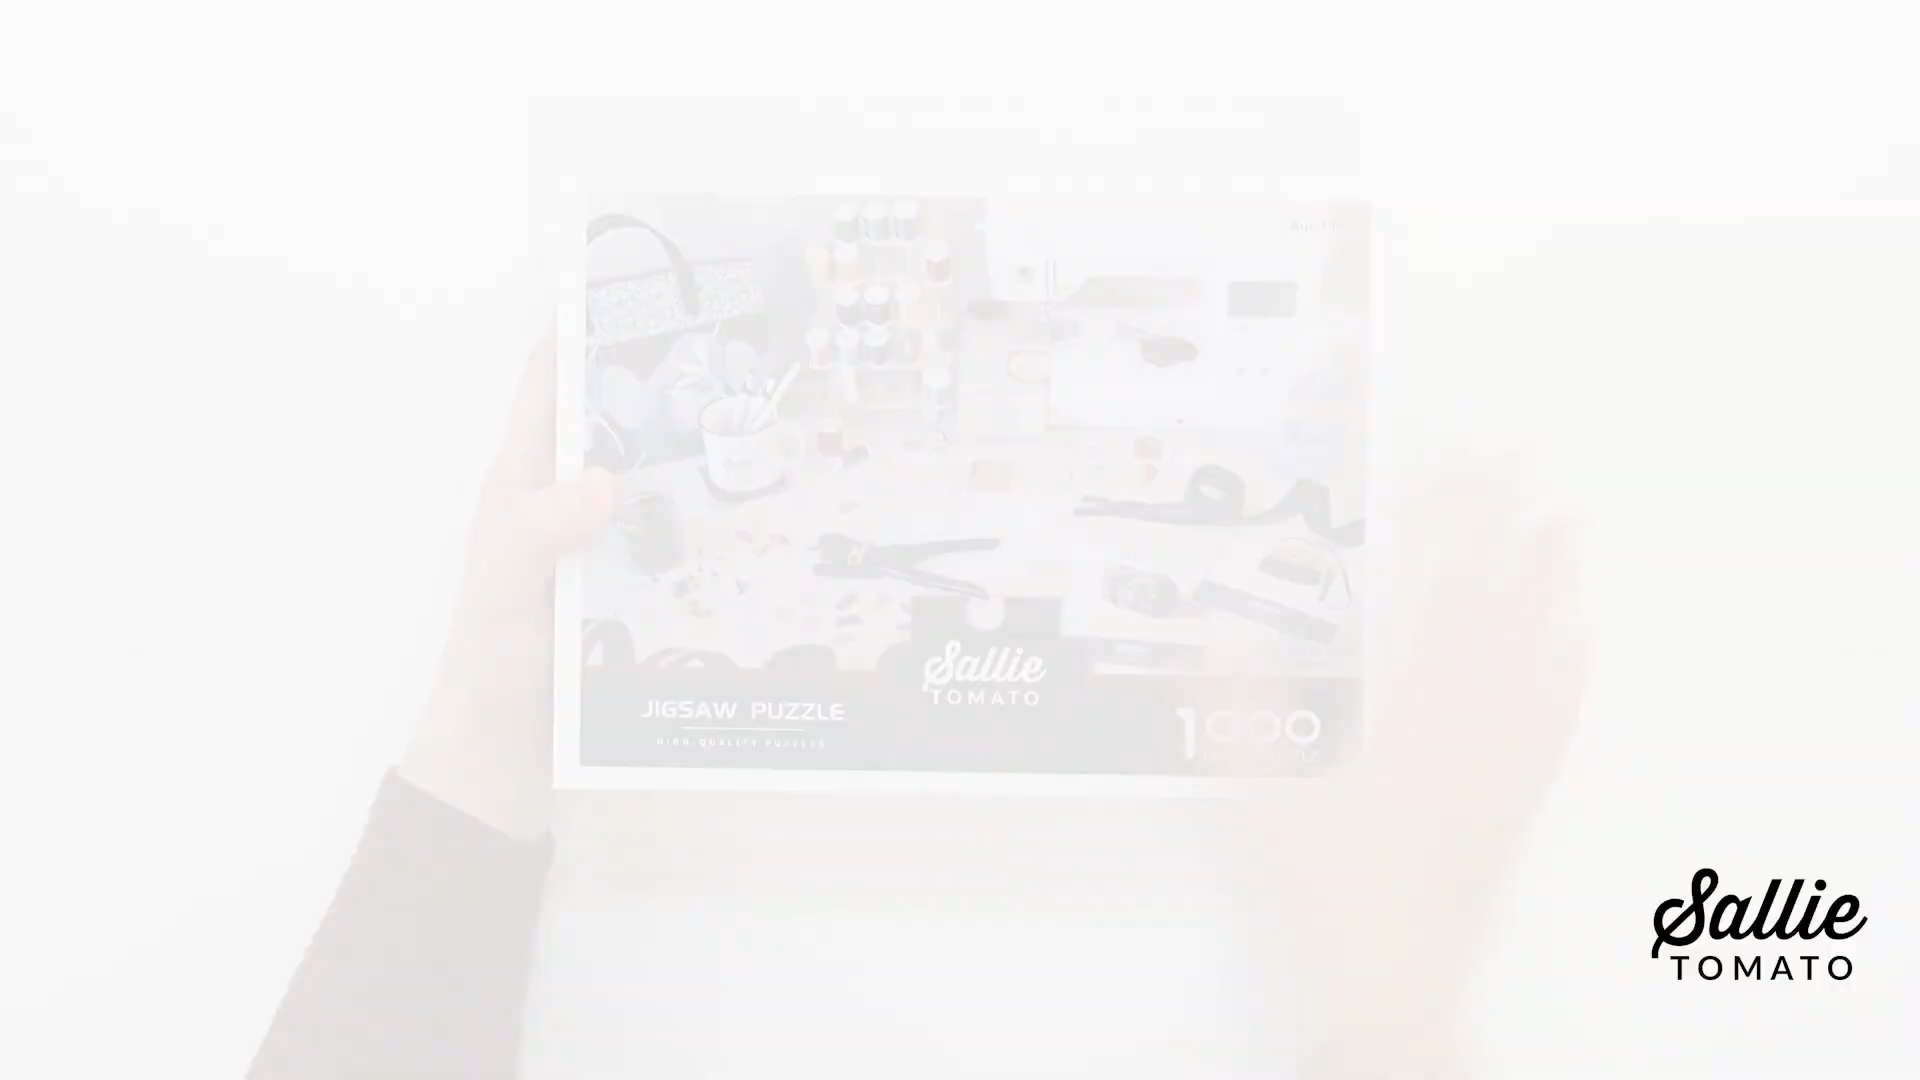 Sallie
TOMATO
JIGSAW PUZZLE
HIGH-QUALITY PUZZLES
1000
Sallie
TOMATO